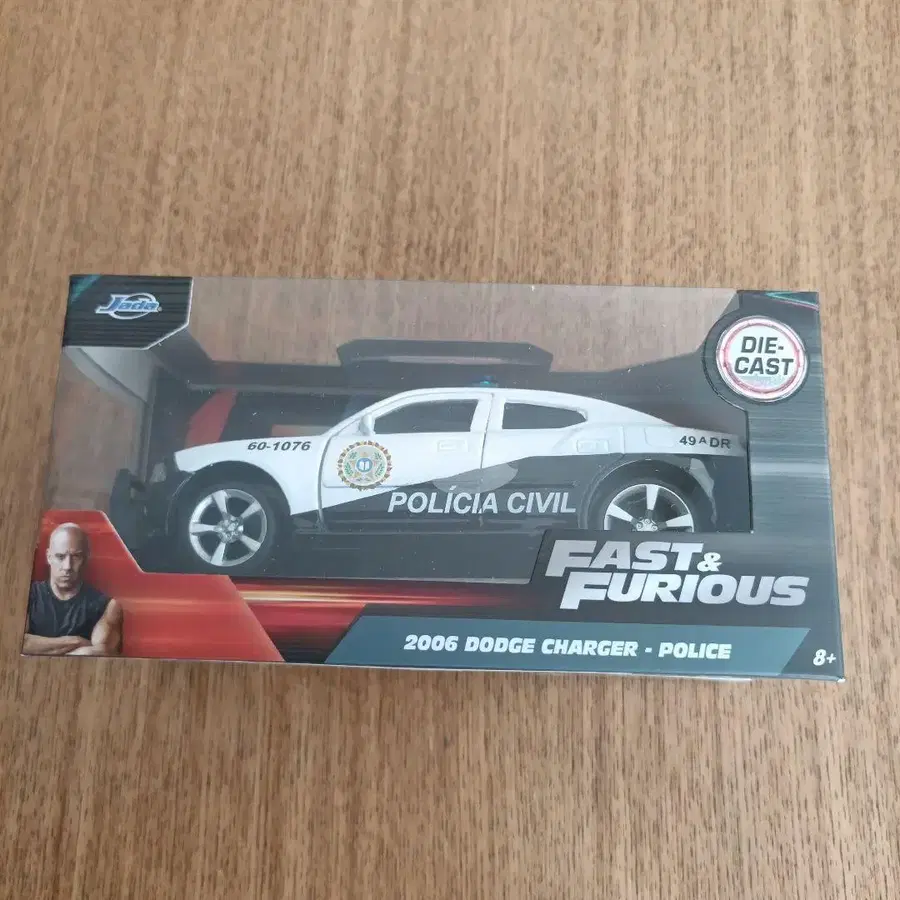 Jada
DIE-
CAST
60-1076
49 A DR
POLÍCIA CIVIL
FAST &
FURIOUS
2006 DODGE CHARGER - POLICE
8+